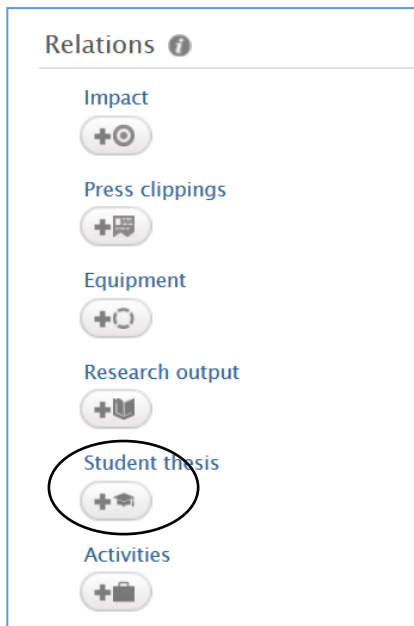 Relations
Impact
Press clippings
Equipment
Research output
Student thesis
Activities